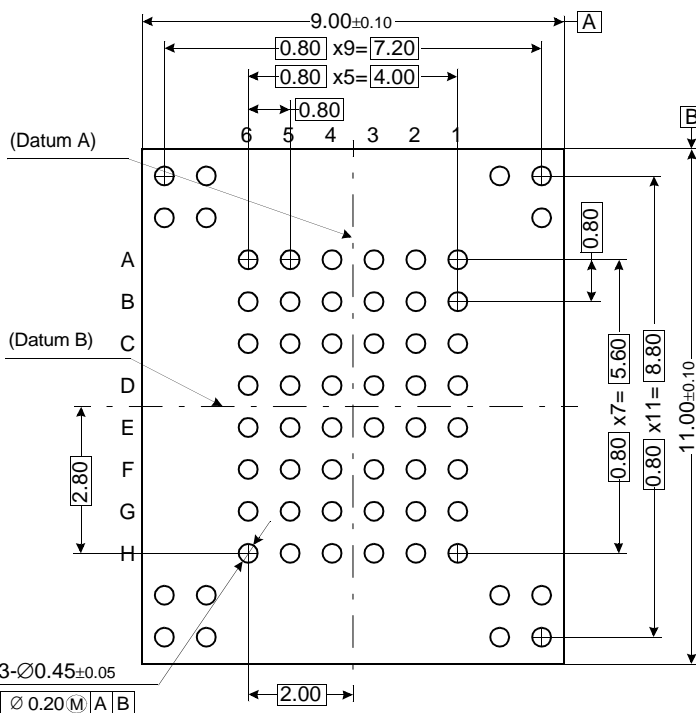 9.00±0.10
A
0.80 x9= 7.20
0.80 x5= 4.00
0.80
B
6 5 4 3 2 1
(Datum A)
0.80
A
B
(Datum B)
C
D
E
F
G
H
2.80
0.80 x7= 5.60
0.80 x11= 8.80
11.00±0.10
3-∅0.45±0.05
∅ 0.20 Ⓜ A B
2.00